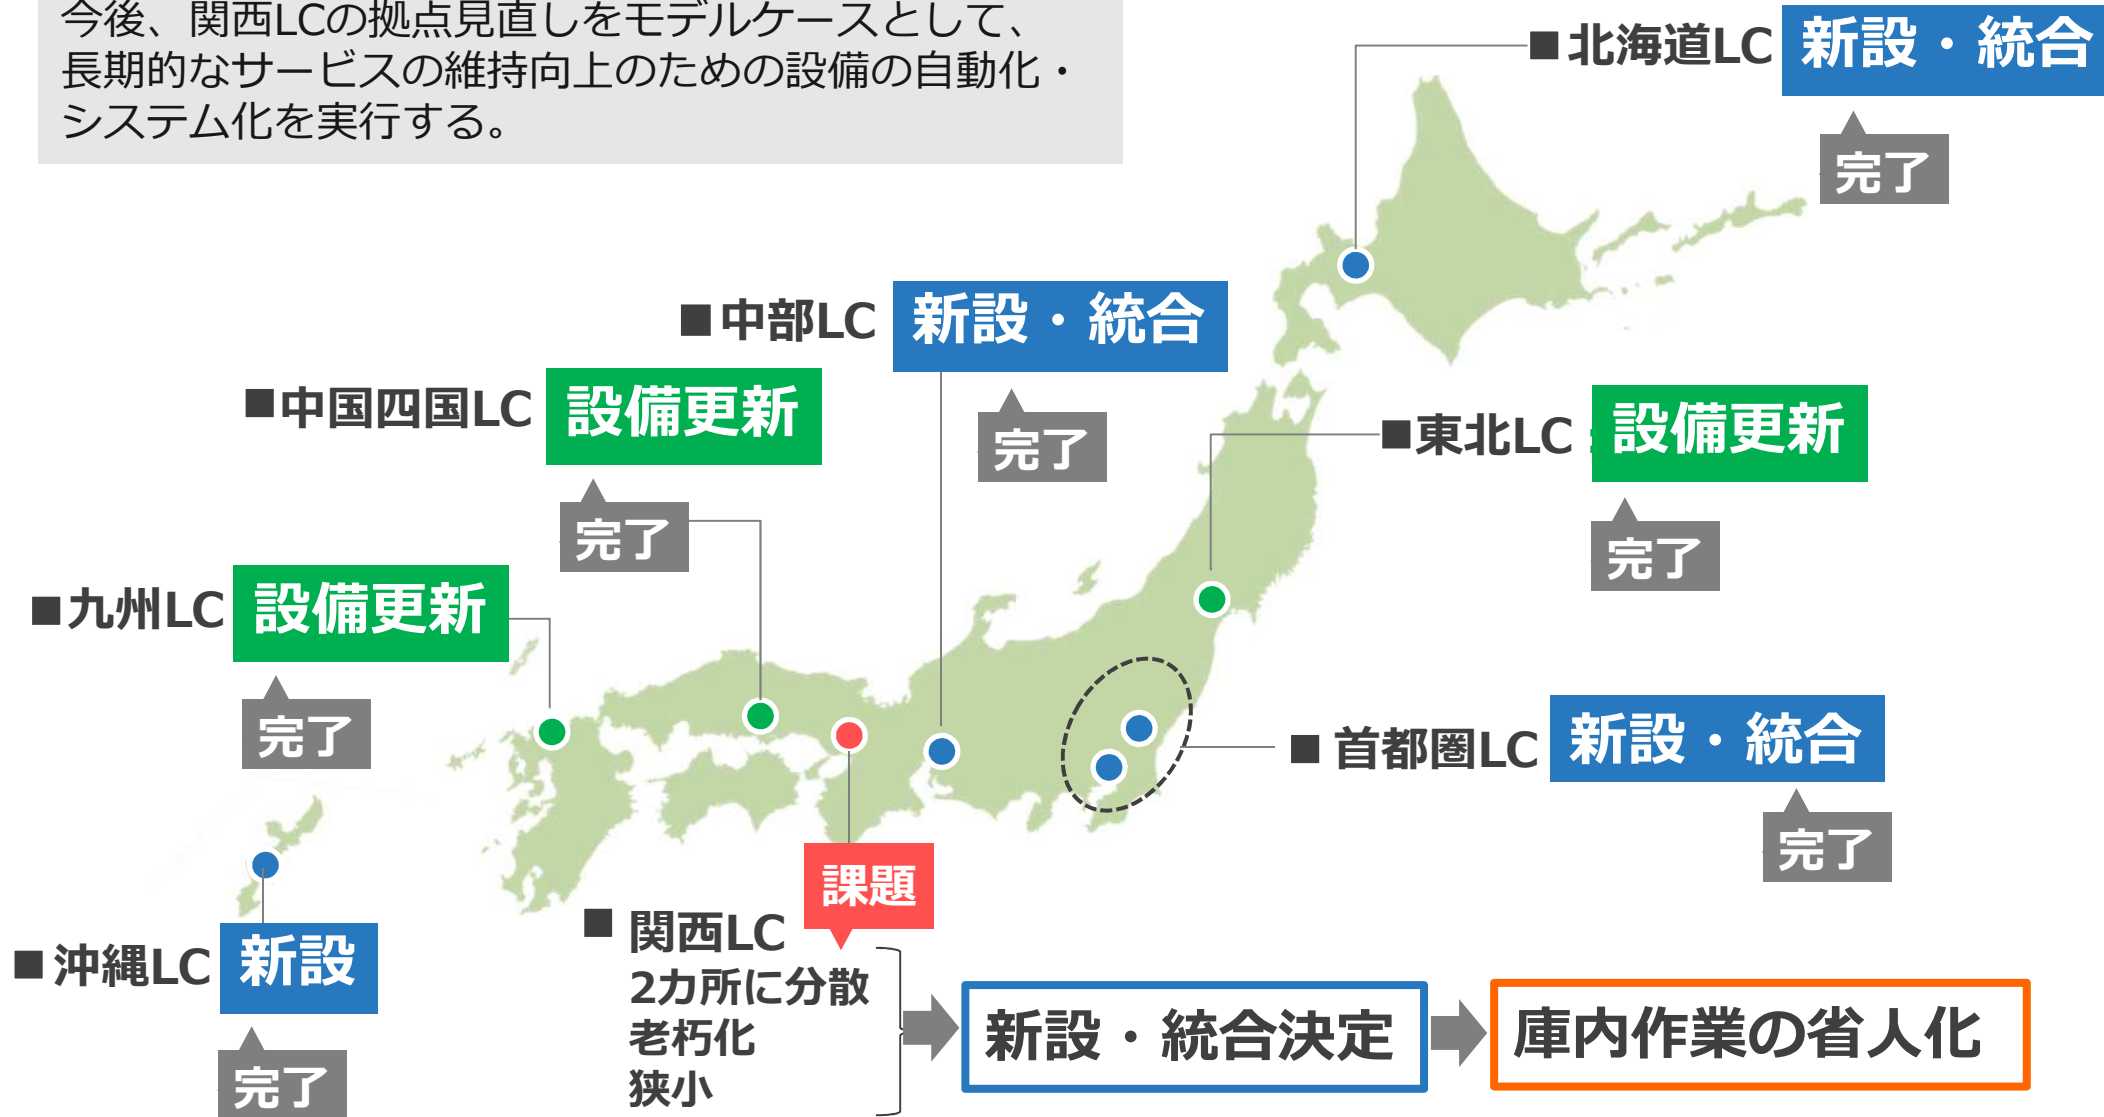 今後、関西LCの拠点見直しをモデルケースとして、
長期的なサービスの維持向上のための設備の自動化・
システム化を実行する。
■北海道LC 新設・統合
完了
■中部LC 新設・統合
完了
■中国四国LC 設備更新
完了
■東北LC 設備更新
完了
■九州LC 設備更新
完了
■首都圏LC 新設・統合
完了
課題
■関西LC
2カ所に分散
老朽化
狭小
新設・統合決定
庫内作業の省人化
■沖縄LC 新設
完了